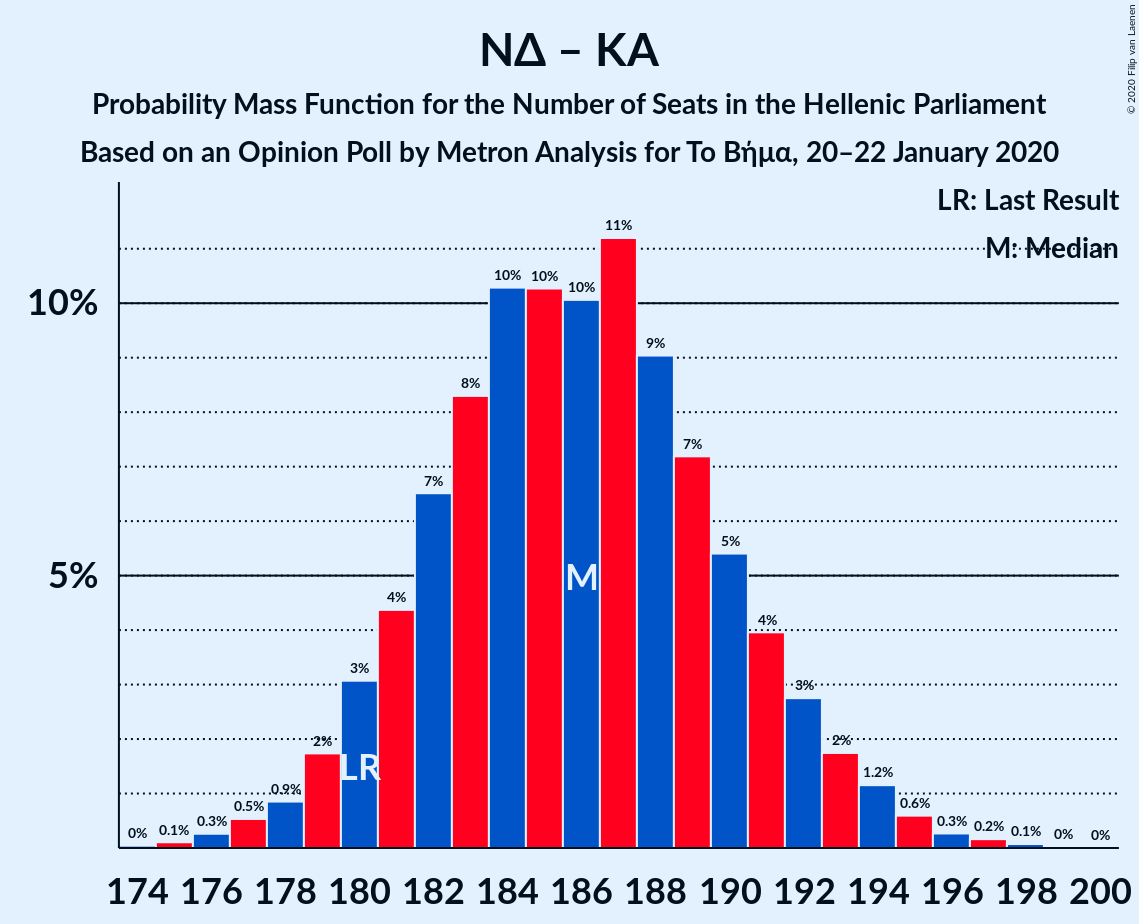 ΝΔ – ΚΑ
Probability Mass Function for the Number of Seats in the Hellenic Parliament
Based on an Opinion Poll by Metron Analysis for Το Βήμα, 20–22 January 2020
© 2020 Filip van Laenen
LR: Last Result
M: Median
10%
5%
0% 0.1% 0.3% 0.5% 0.9% 2% 3% 4% 7% 8% 10% 10% 10% 11% 9% 7% 5% 4% 3% 2% 1.2% 0.6% 0.3% 0.2% 0.1% 0% 0%
M
LR
174 176 178 180 182 184 186 188 190 192 194 196 198 200